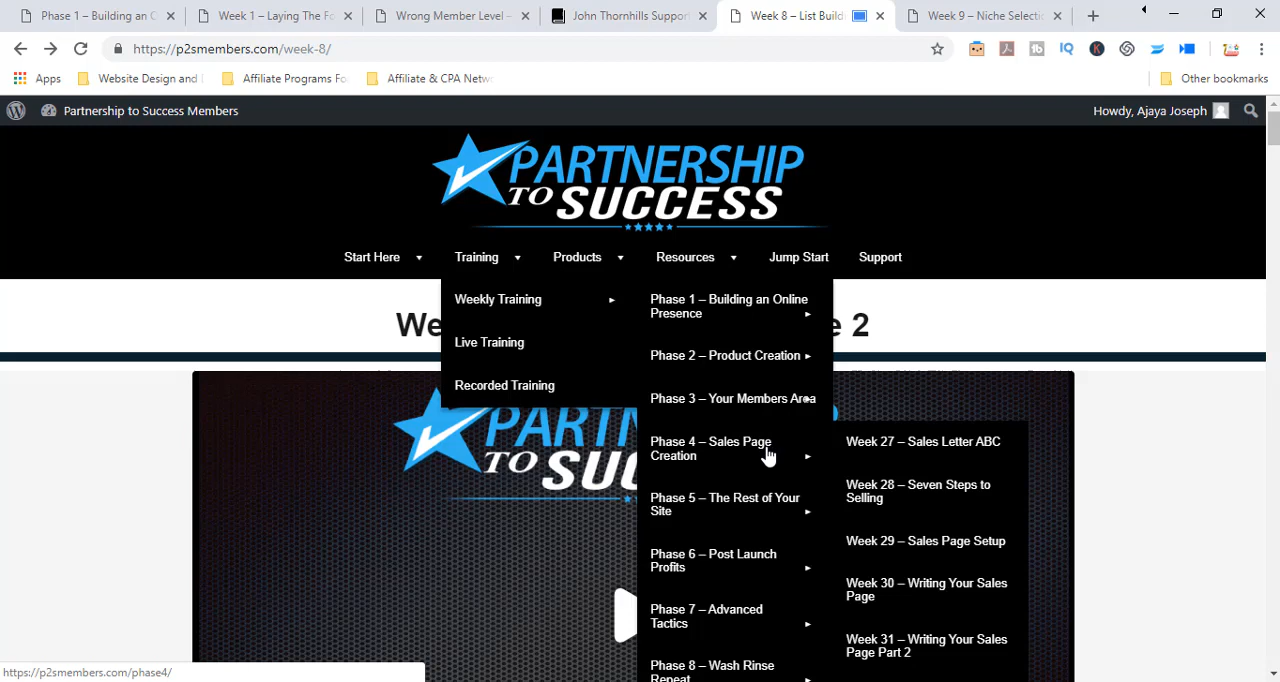 Phase 1 – Building an O
Week 1 – Laying The Fo
Wrong Member Level –
John Thornhills Suppor
Week 8 – List Build
Week 9 – Niche Selecti
https://p2smembers.com/week-8/
Apps
Website Design and
Affiliate Programs Fo
Affiliate & CPA Netw
Other bookmarks
Partnership to Success Members
Howdy, Ajaya Joseph
PARTNERSHIP
TO SUCCESS
Start Here
Training
Products
Resources
Jump Start
Support
We
e 2
Weekly Training
Live Training
Recorded Training
Phase 1 – Building an Online
Presence
Phase 2 – Product Creation
Phase 3 – Your Members Area
Phase 4 – Sales Page
Creation
Phase 5 – The Rest of Your
Site
Phase 6 – Post Launch
Profits
Phase 7 – Advanced
Tactics
Phase 8 – Wash Rinse
Repeat
Week 27 – Sales Letter ABC
Week 28 – Seven Steps to
Selling
Week 29 – Sales Page Setup
Week 30 – Writing Your Sales
Page
Week 31 – Writing Your Sales
Page Part 2
PARTN
TO SUC
https://p2smembers.com/phase4/